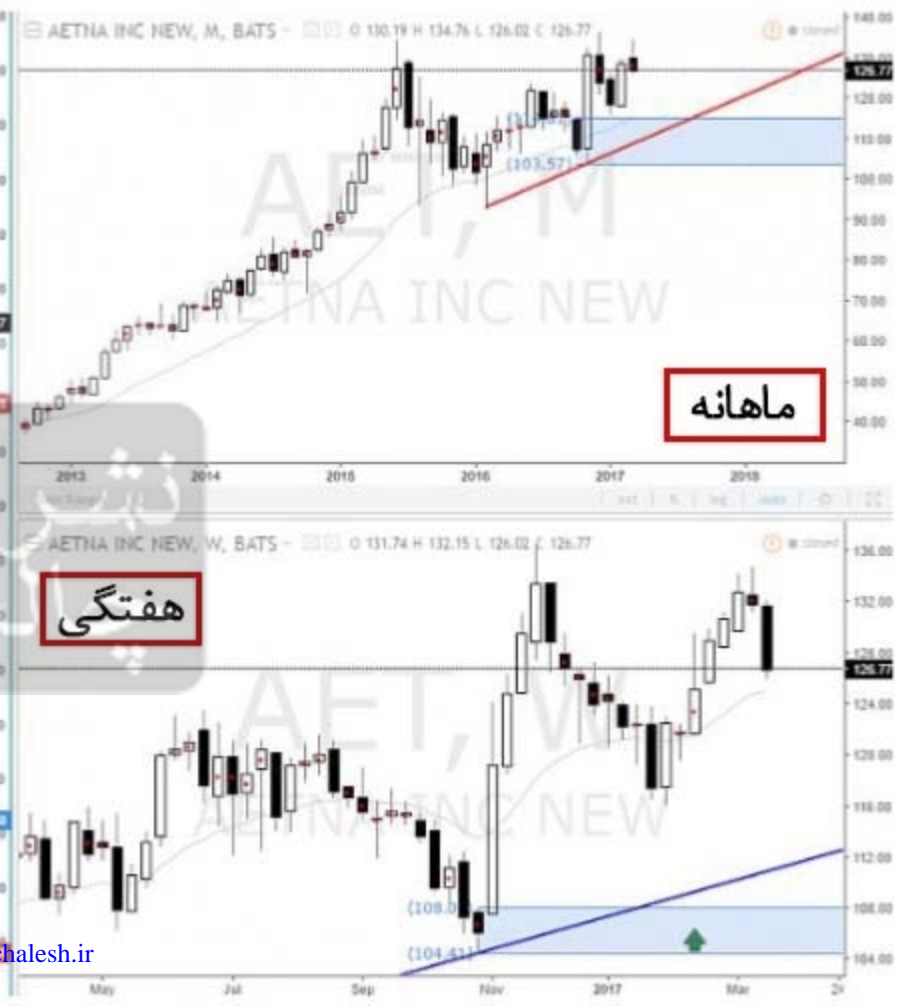 AETNA INC NEW, M, BATS O 130.19 H 134.76 L 126.02 C 126.77
140.00
126.77
120.00
110.00
(103.57)
100.00
90.00
80.00
70.00
60.00
50.00
40.00
AET, M
AETNA INC NEW
ماهانه
2013 2014 2015 2016 2017 2018
AETNA INC NEW, W, BATS O 131.74 H 132.15 L 126.02 C 126.77
هفتگی
136.00
132.00
128.00
126.77
124.00
116.00
112.00
108.00
104.00
AET, W
AETNA INC NEW
(104.41)
نشر
چالش
halesh.ir
May Jul Sep Nov 2017 Mar